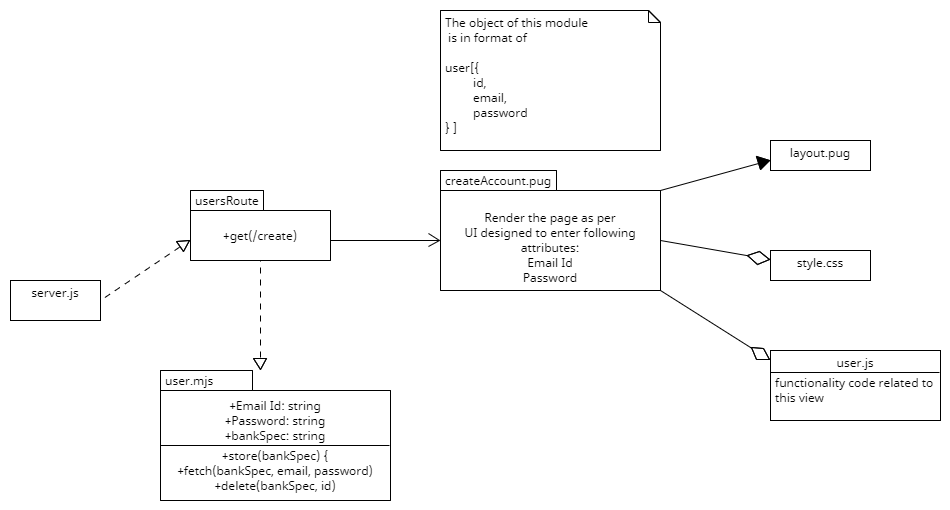 The object of this module
is in format of
user[{
id,
email,
password
} ]
layout.pug
createAccount.pug
Render the page as per
UI designed to enter following
attributes:
Email Id
Password
usersRoute
+get(/create)
style.css
server.js
user.js
functionality code related to
this view
user.mjs
+Email Id: string
+Password: string
+bankSpec: string
+store(bankSpec) {
+fetch(bankSpec, email, password)
+delete(bankSpec, id)